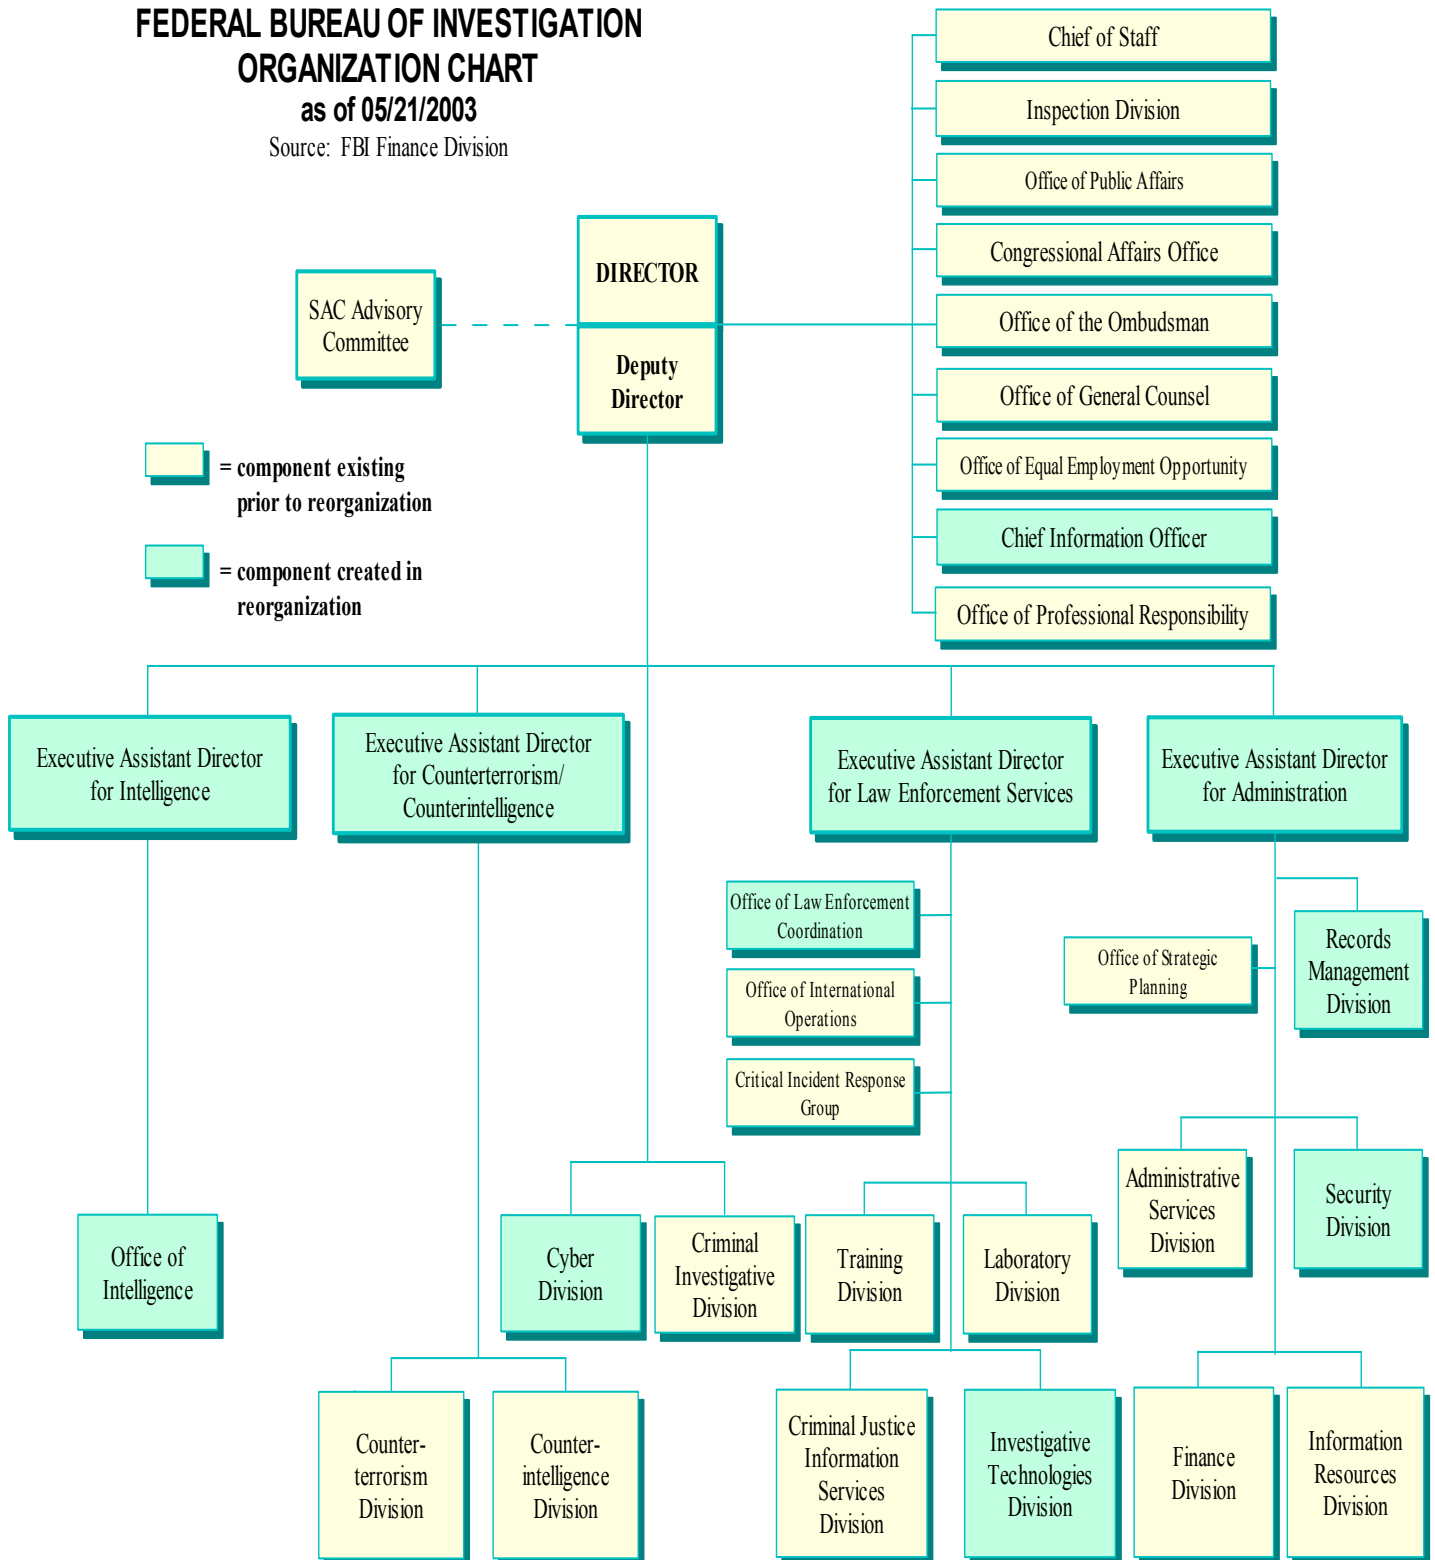 FEDERAL BUREAU OF INVESTIGATION
ORGANIZATION CHART
as of 05/21/2003
Source: FBI Finance Division
Chief of Staff
Inspection Division
Office of Public Affairs
Congressional Affairs Office
Office of the Ombudsman
Office of General Counsel
Office of Equal Employment Opportunity
Chief Information Officer
Office of Professional Responsibility
DIRECTOR
Deputy
Director
SAC Advisory
Committee
= component existing
prior to reorganization
= component created in
reorganization
Executive Assistant Director
for Intelligence
Executive Assistant Director
for Counterterrorism/
Counterintelligence
Executive Assistant Director
for Law Enforcement Services
Executive Assistant Director
for Administration
Office of Law Enforcement
Coordination
Office of International
Operations
Critical Incident Response
Group
Office of Strategic
Planning
Records
Management
Division
Administrative
Services
Division
Security
Division
Office of
Intelligence
Cyber
Division
Criminal
Investigative
Division
Training
Division
Laboratory
Division
Counter-
terrorism
Division
Counter-
intelligence
Division
Criminal Justice
Information
Services
Division
Investigative
Technologies
Division
Finance
Division
Information
Resources
Division